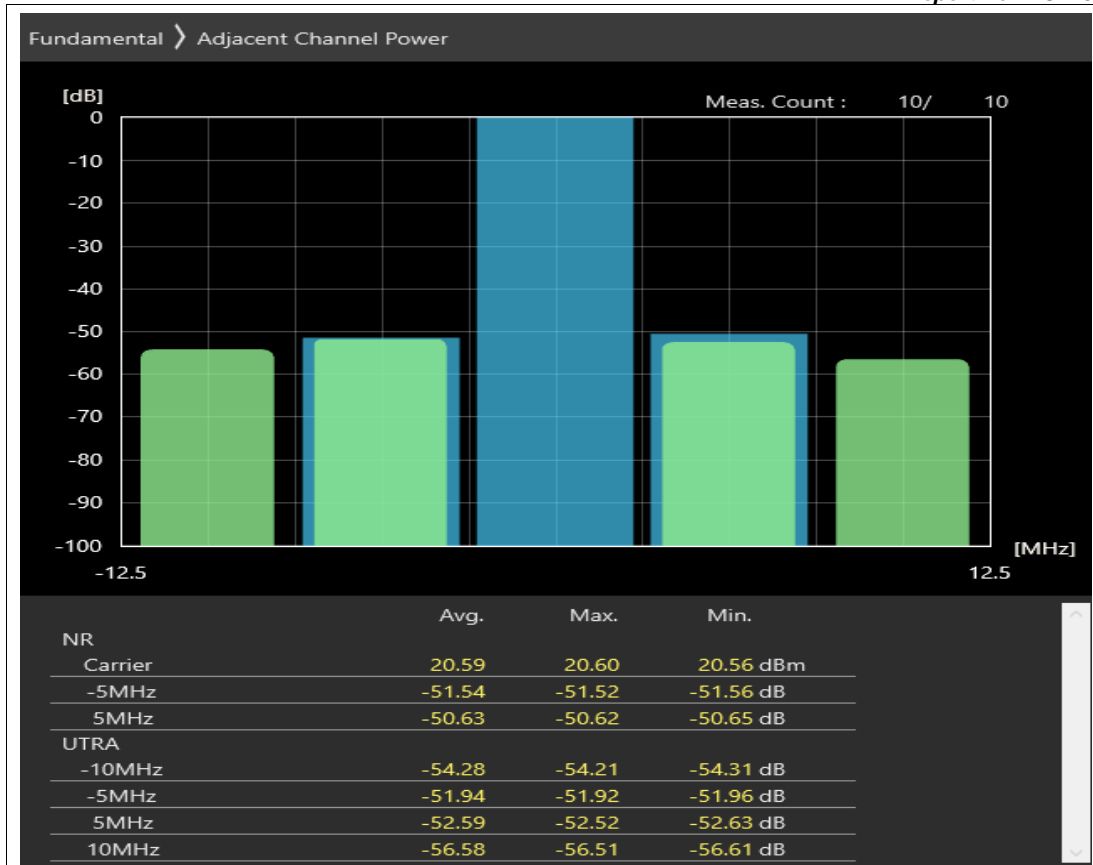 Fundamental 〉 Adjacent Channel Power
[dB]
Meas. Count : 10/ 10
0
-10
-20
-30
-40
-50
-60
-70
-80
-90
-100
[MHz]
-12.5 12.5
Avg. Max. Min.
NR
Carrier 20.59 20.60 20.56 dBm
-5MHz -51.54 -51.52 -51.56 dB
5MHz -50.63 -50.62 -50.65 dB
UTRA
-10MHz -54.28 -54.21 -54.31 dB
-5MHz -51.94 -51.92 -51.96 dB
5MHz -52.59 -52.52 -52.63 dB
10MHz -56.58 -56.51 -56.61 dB